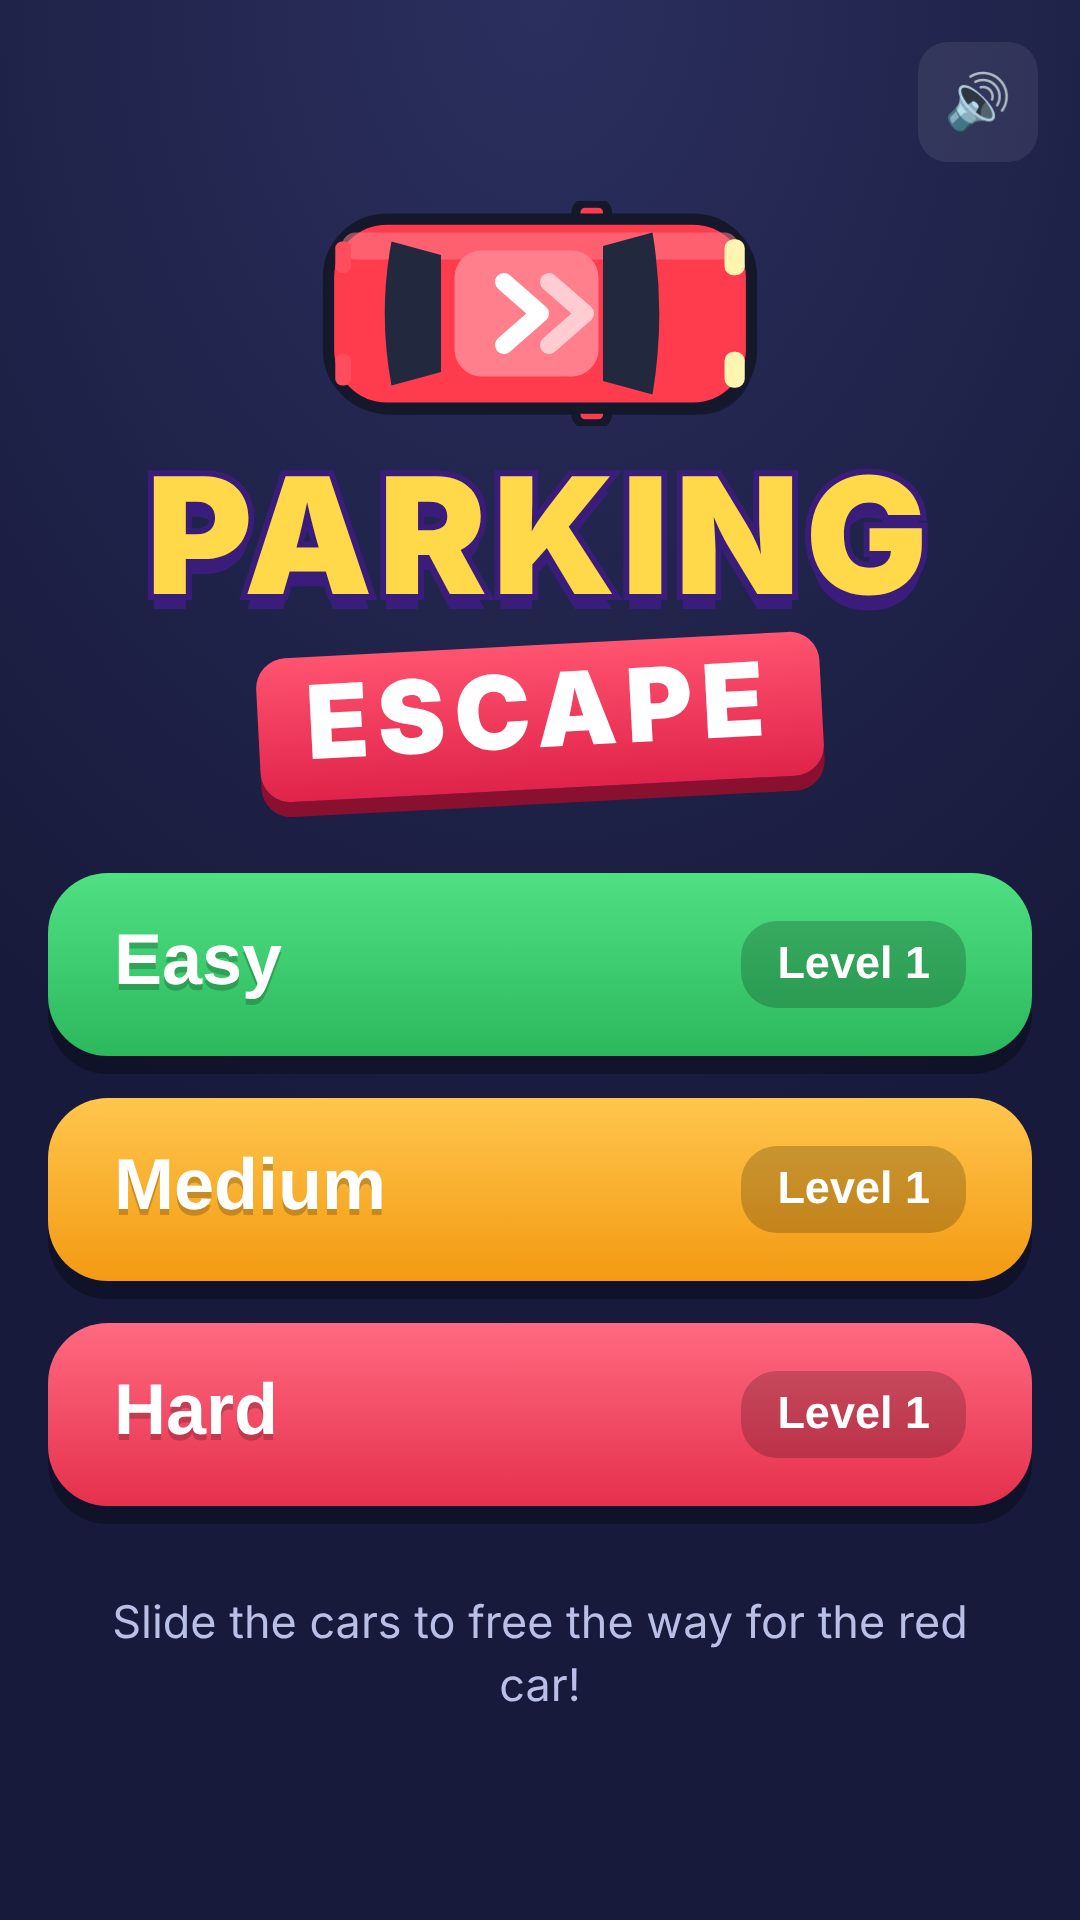 PARKING
ESCAPE
Easy
Level 1
Medium
Level 1
Hard
Level 1
Slide the cars to free the way for the red
car!